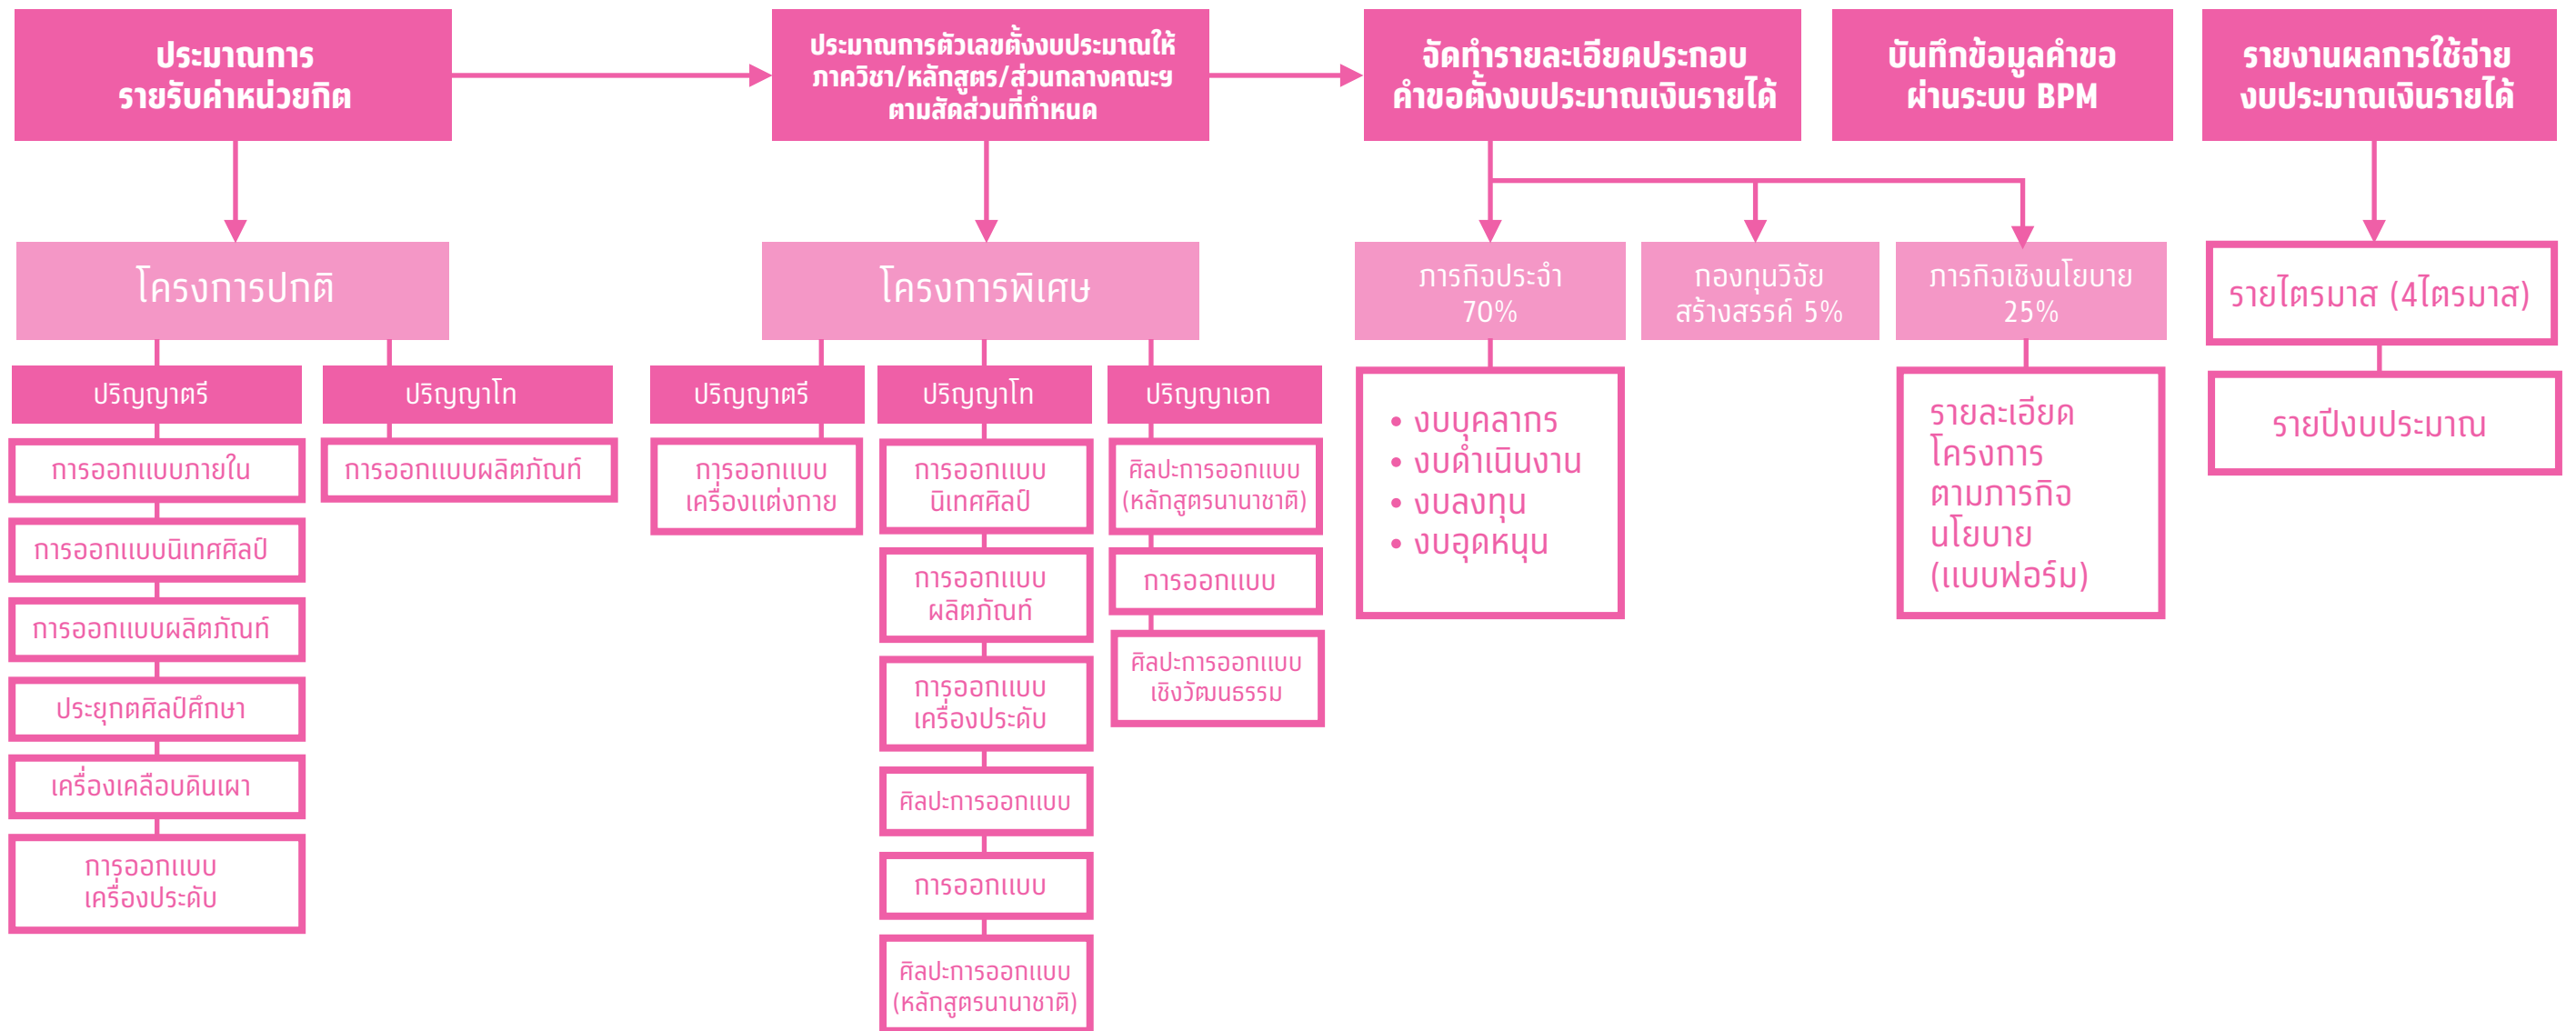 ประมาณการ
รายรับค่าหน่วยกิต
ประมาณการตัวเลขตั้งงบประมาณให้
ภาควิชา/หลักสูตร/ส่วนกลางคณะฯ
ตามสัดส่วนที่กำหนด
จัดทำรายละเอียดประกอบ
คำขอตั้งงบประมาณเงินรายได้
บันทึกข้อมูลคำขอ
ผ่านระบบ BPM
รายงานผลการใช้จ่าย
งบประมาณเงินรายได้
โครงการปกติ
ปริญญาตรี
การออกแบบภายใน
การออกแบบนิเทศศิลป์
การออกแบบผลิตภัณฑ์
ประยุกตศิลป์ศึกษา
เครื่องเคลือบดินเผา
การออกแบบ
เครื่องประดับ
ปริญญาโท
การออกแบบผลิตภัณฑ์
โครงการพิเศษ
ปริญญาตรี
การออกแบบ
เครื่องแต่งกาย
ปริญญาโท
การออกแบบ
นิเทศศิลป์
การออกแบบ
ผลิตภัณฑ์
การออกแบบ
เครื่องประดับ
ศิลปะการออกแบบ
การออกแบบ
ศิลปะการออกแบบ
(หลักสูตรนานาชาติ)
ปริญญาเอก
ศิลปะการออกแบบ
(หลักสูตรนานาชาติ)
การออกแบบ
ศิลปะการออกแบบ
เชิงวัฒนธรรม
ภารกิจประจำ
70%
• งบบุคลากร
• งบดำเนินงาน
• งบลงทุน
• งบอุดหนุน
กองทุนวิจัย
สร้างสรรค์ 5%
ภารกิจเชิงนโยบาย
25%
รายละเอียด
โครงการ
ตามภารกิจ
นโยบาย
(แบบฟอร์ม)
รายไตรมาส (4ไตรมาส)
รายปีงบประมาณ